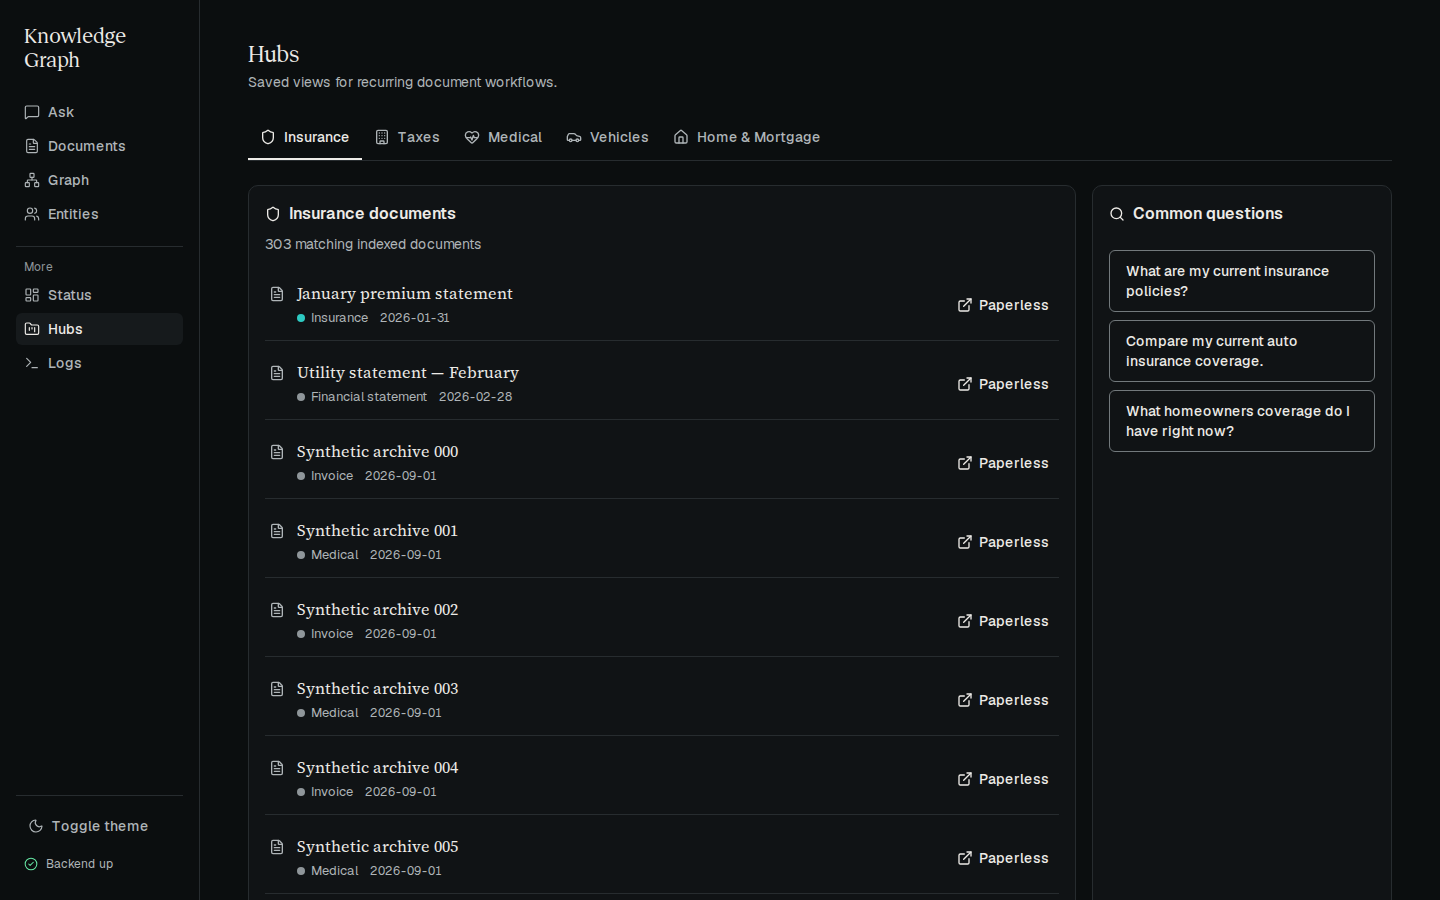 Knowledge
Graph
Ask
Documents
Graph
Entities
More
Status
Hubs
Logs
Toggle theme
Backend up
Hubs
Saved views for recurring document workflows.
Insurance
Taxes
Medical
Vehicles
Home & Mortgage
Insurance documents
303 matching indexed documents
January premium statement
Insurance 2026-01-31
Paperless
Utility statement — February
Financial statement 2026-02-28
Paperless
Synthetic archive 000
Invoice 2026-09-01
Paperless
Synthetic archive 001
Medical 2026-09-01
Paperless
Synthetic archive 002
Invoice 2026-09-01
Paperless
Synthetic archive 003
Medical 2026-09-01
Paperless
Synthetic archive 004
Invoice 2026-09-01
Paperless
Synthetic archive 005
Medical 2026-09-01
Paperless
Common questions
What are my current insurance
policies?
Compare my current auto
insurance coverage.
What homeowners coverage do I
have right now?